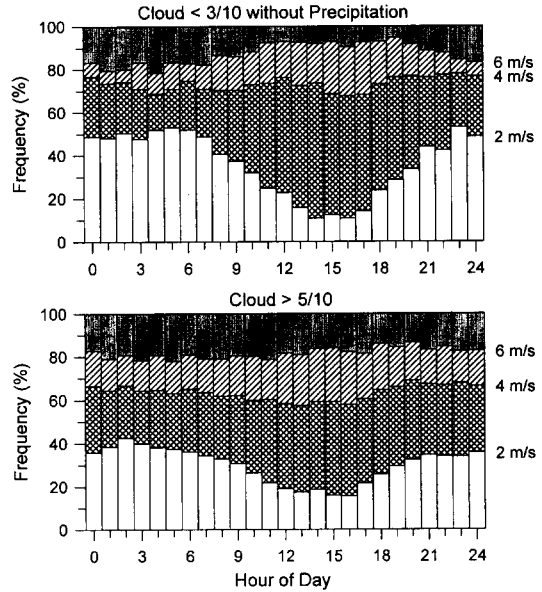 Cloud < 3/10 without Precipitation
100
80
60
40
20
0
Frequency (%)
6 m/s
4 m/s
2 m/s
0 3 6 9 12 15 18 21 24
Cloud > 5/10
100
80
60
40
20
0
Frequency (%)
6 m/s
4 m/s
2 m/s
0 3 6 9 12 15 18 21 24
Hour of Day